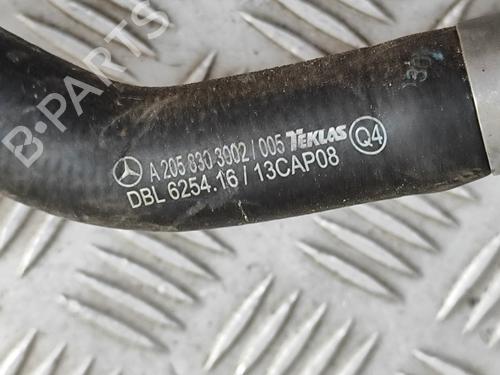 B-PARTS
A 205 830 3902 / 005 TEKLAS Q4
DBL 6254.16 / 13CAP08